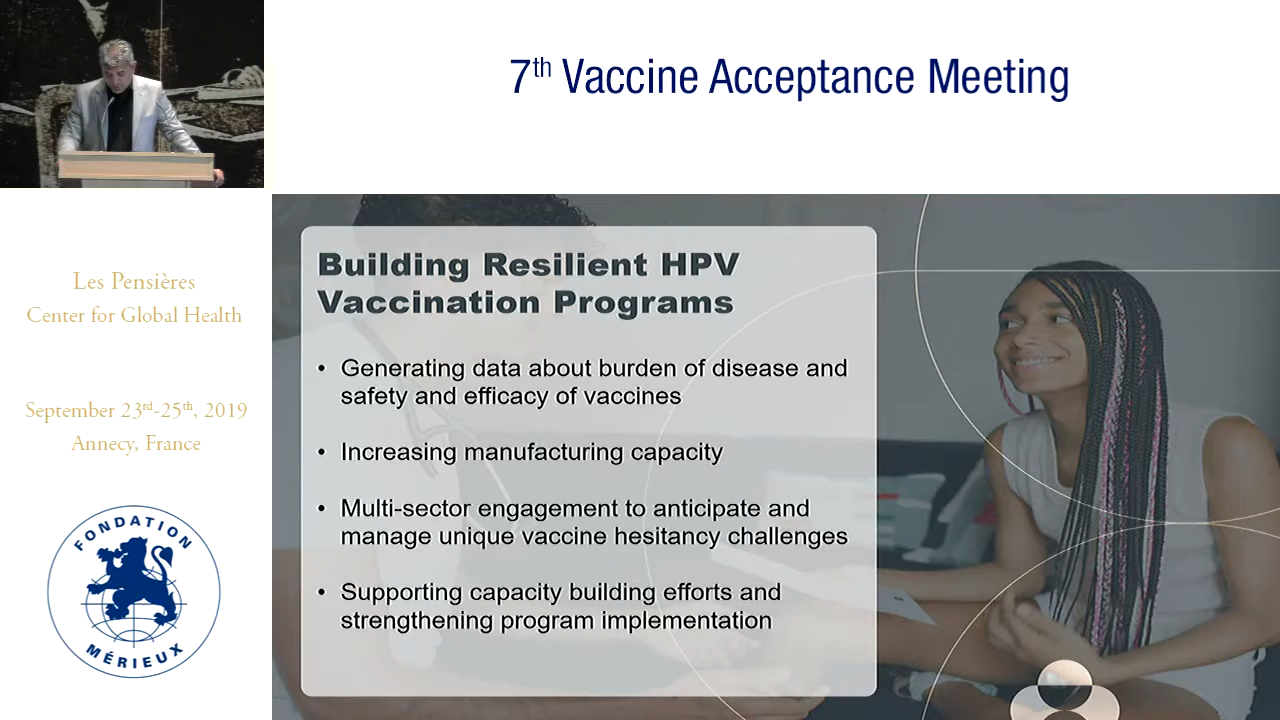 7th Vaccine Acceptance Meeting
Les Pensières
Center for Global Health
September 23rd-25th, 2019
Annecy, France
FONDATION
MÉRIEUX
Building Resilient HPV
Vaccination Programs
• Generating data about burden of disease and
safety and efficacy of vaccines
• Increasing manufacturing capacity
• Multi-sector engagement to anticipate and
manage unique vaccine hesitancy challenges
• Supporting capacity building efforts and
strengthening program implementation